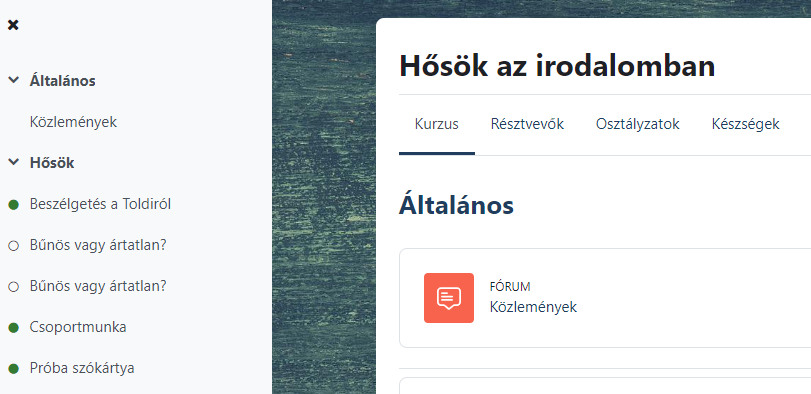 Általános
Közlemények
Hősök
Beszélgetés a Toldiról
Bűnös vagy ártatlan?
Bűnös vagy ártatlan?
Csoportmunka
Próba szókártya
Hősök az irodalomban
Kurzus Résztvevők Osztályzatok Készségek
Általános
FÓRUM
Közlemények